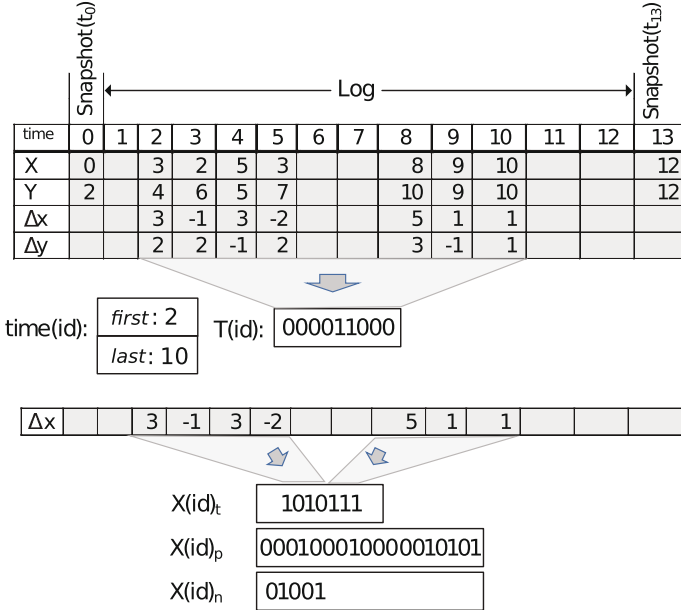 Snapshot(t₀)
Snapshot(t₁₃)
Log
time 0 1 2 3 4 5 6 7 8 9 10 11 12 13
X 0 3 2 5 3 8 9 10 12
Y 2 4 6 5 7 10 9 10 12
Δx 3 -1 3 -2 5 1 1
Δy 2 2 -1 2 3 -1 1
time(id): first: 2
last: 10
T(id): 000011000
Δx 3 -1 3 -2 5 1 1
X(id)ₜ 1010111
X(id)ₚ 000100010000010101
X(id)ₙ 01001